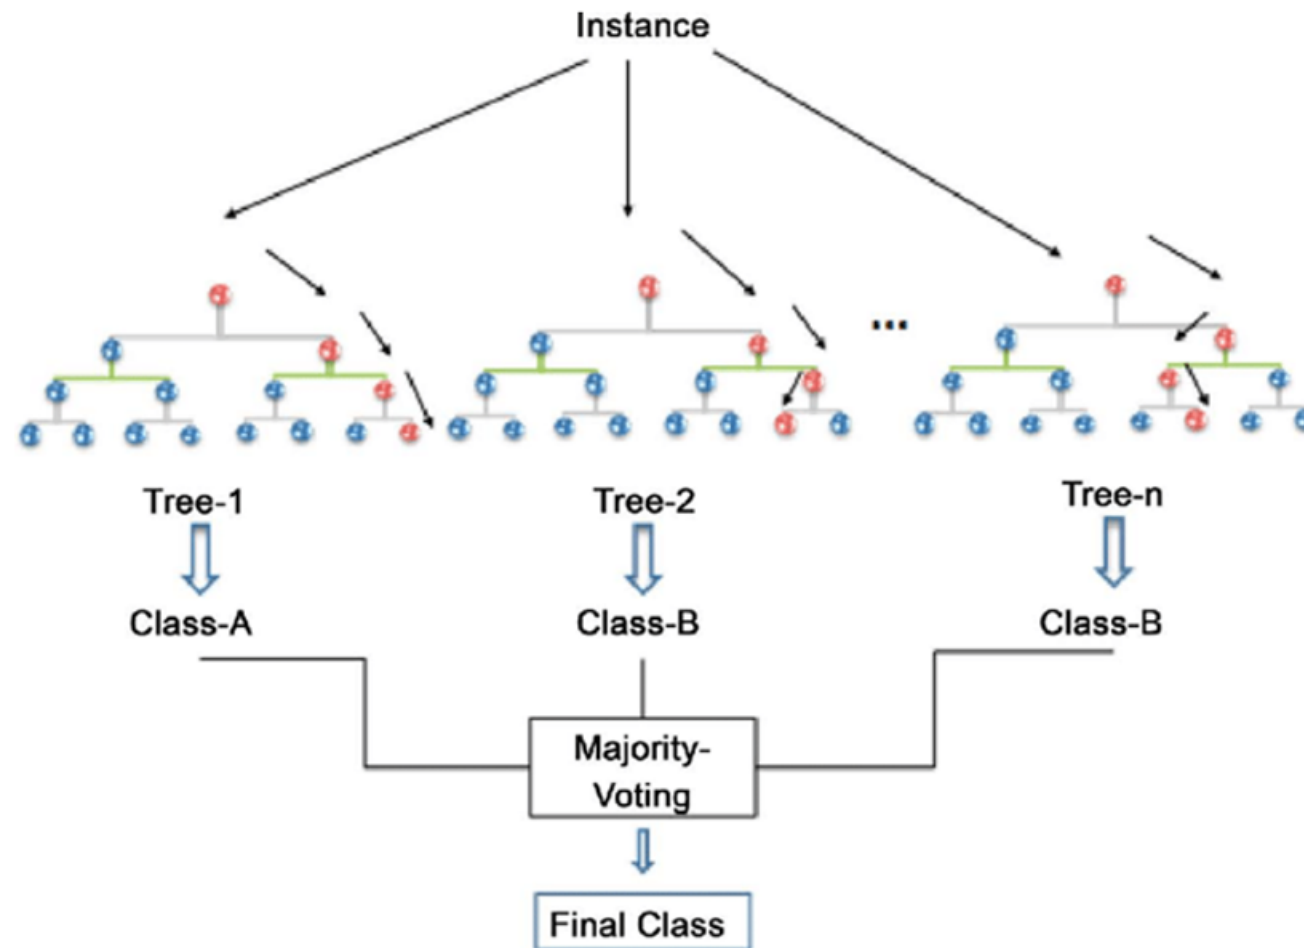 Instance
...
Tree-1
Tree-2
Tree-n
Class-A
Class-B
Class-B
Majority-
Voting
Final Class